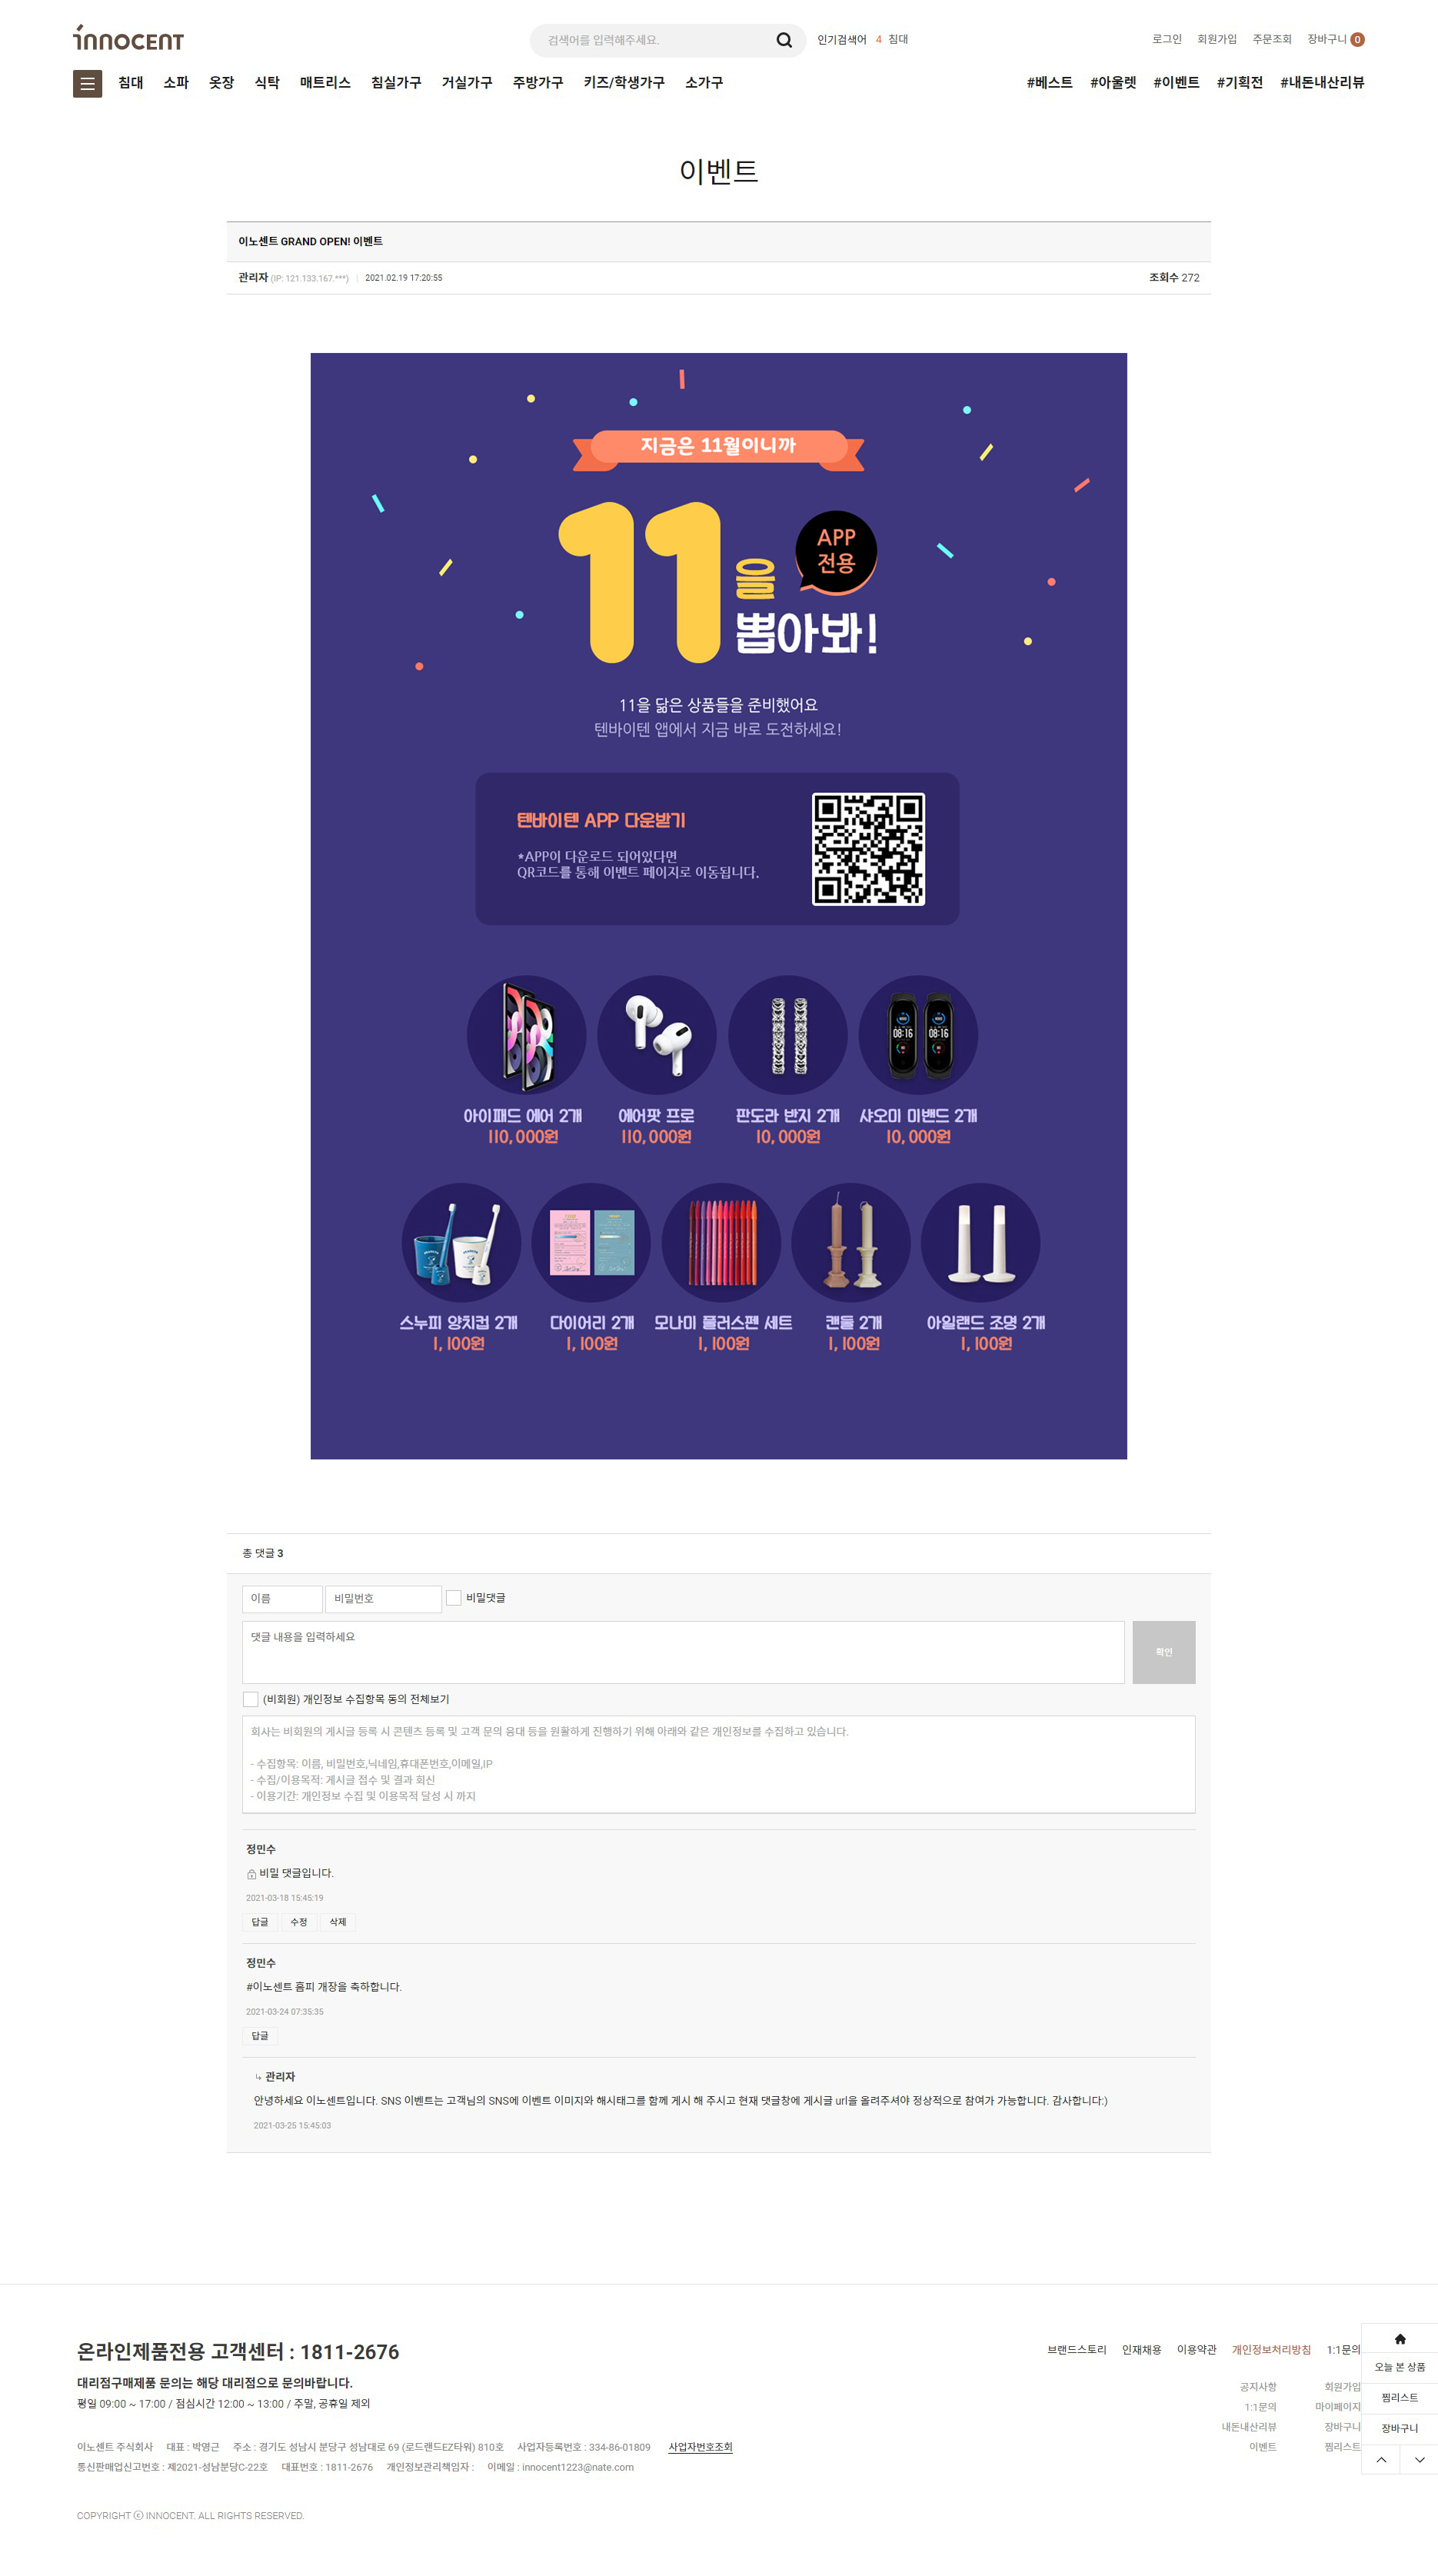 innocent
검색어를 입력해주세요.
인기검색어 4 침대
로그인 회원가입 주문조회 장바구니 0
침대 소파 옷장 식탁 매트리스 침실가구 거실가구 주방가구 키즈/학생가구 소가구
#베스트 #아울렛 #이벤트 #기획전 #내돈내산리뷰
이벤트
이노센트 GRAND OPEN! 이벤트
관리자 (IP: 121.133.167.***) 2021.02.19 17:20:55
조회수 272
지금은 11월이니까
11을
APP
전용
뽑아봐!
11을 닮은 상품들을 준비했어요
텐바이텐 앱에서 지금 바로 도전하세요!
텐바이텐 APP 다운받기
*APP이 다운로드 되어있다면
QR코드를 통해 이벤트 페이지로 이동됩니다.
08:16 08:16
아이패드 에어 2개 에어팟 프로 판도라 반지 2개 샤오미 미밴드 2개
110,000원 110,000원 10,000원 10,000원
스누피 양치컵 2개 다이어리 2개 모나미 플러스펜 세트 캔들 2개 아일랜드 조명 2개
1,100원 1,100원 1,100원 1,100원 1,100원
총 댓글 3
이름
비밀번호
비밀댓글
댓글 내용을 입력하세요
확인
(비회원) 개인정보 수집항목 동의 전체보기
회사는 비회원의 게시글 등록 시 콘텐츠 등록 및 고객 문의 응대 등을 원활하게 진행하기 위해 아래와 같은 개인정보를 수집하고 있습니다.
- 수집항목: 이름, 비밀번호,닉네임,휴대폰번호,이메일,IP
- 수집/이용목적: 게시글 접수 및 결과 회신
- 이용기간: 개인정보 수집 및 이용목적 달성 시 까지
정민수
비밀 댓글입니다.
2021-03-18 15:45:19
답글 수정 삭제
정민수
#이노센트 홈피 개장을 축하합니다.
2021-03-24 07:35:35
답글
관리자
안녕하세요 이노센트입니다. SNS 이벤트는 고객님의 SNS에 이벤트 이미지와 해시태그를 함께 게시 해 주시고 현재 댓글창에 게시글 url을 올려주셔야 정상적으로 참여가 가능합니다. 감사합니다:)
2021-03-25 15:45:03
온라인제품전용 고객센터 : 1811-2676
대리점구매제품 문의는 해당 대리점으로 문의바랍니다.
평일 09:00 ~ 17:00 / 점심시간 12:00 ~ 13:00 / 주말, 공휴일 제외
이노센트 주식회사 대표 : 박영근 주소 : 경기도 성남시 분당구 성남대로 69 (로드랜드EZ타워) 810호 사업자등록번호 : 334-86-01809 사업자번호조회
통신판매업신고번호 : 제2021-성남분당C-22호 대표번호 : 1811-2676 개인정보관리책임자 : 이메일 : innocent1223@nate.com
COPYRIGHT ⓒ INNOCENT. ALL RIGHTS RESERVED.
브랜드스토리 인재채용 이용약관 개인정보처리방침 1:1문의
공지사항 회원가입
1:1문의 마이페이지
내돈내산리뷰 장바구니
이벤트 찜리스트
오늘 본 상품
찜리스트
장바구니